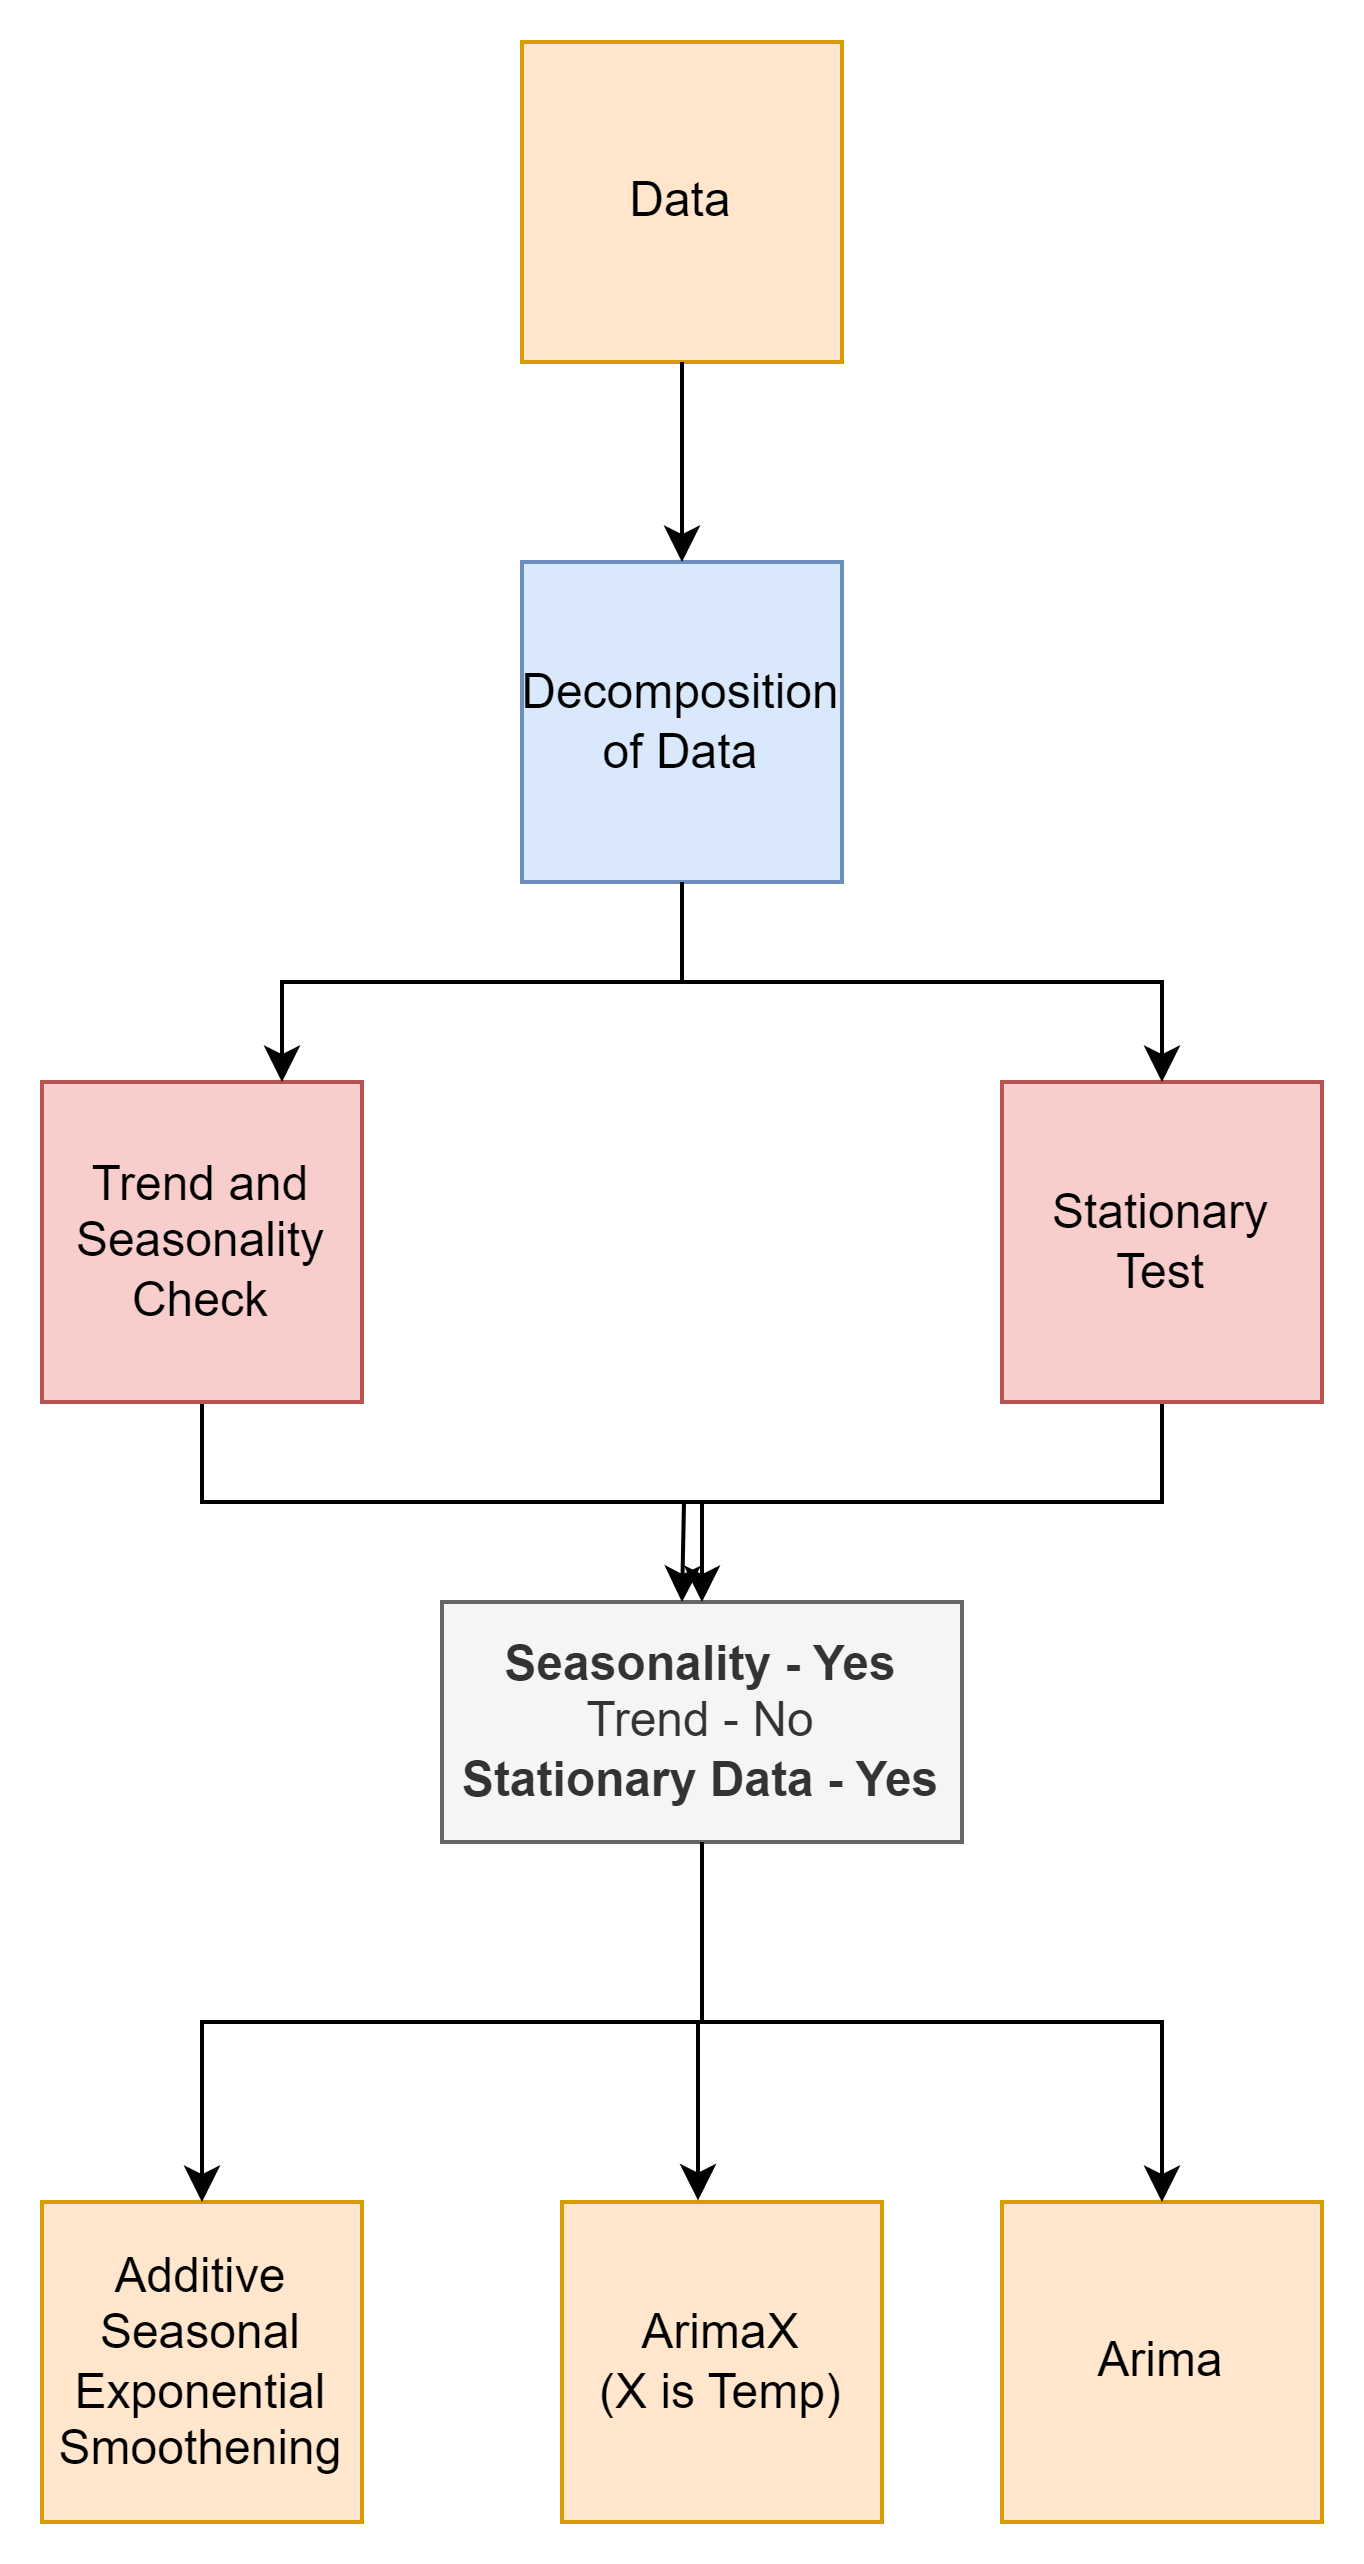 Data
Decomposition
of Data
Trend and
Seasonality
Check
Stationary
Test
Seasonality - Yes
Trend - No
Stationary Data - Yes
Additive
Seasonal
Exponential
Smoothening
ArimaX
(X is Temp)
Arima